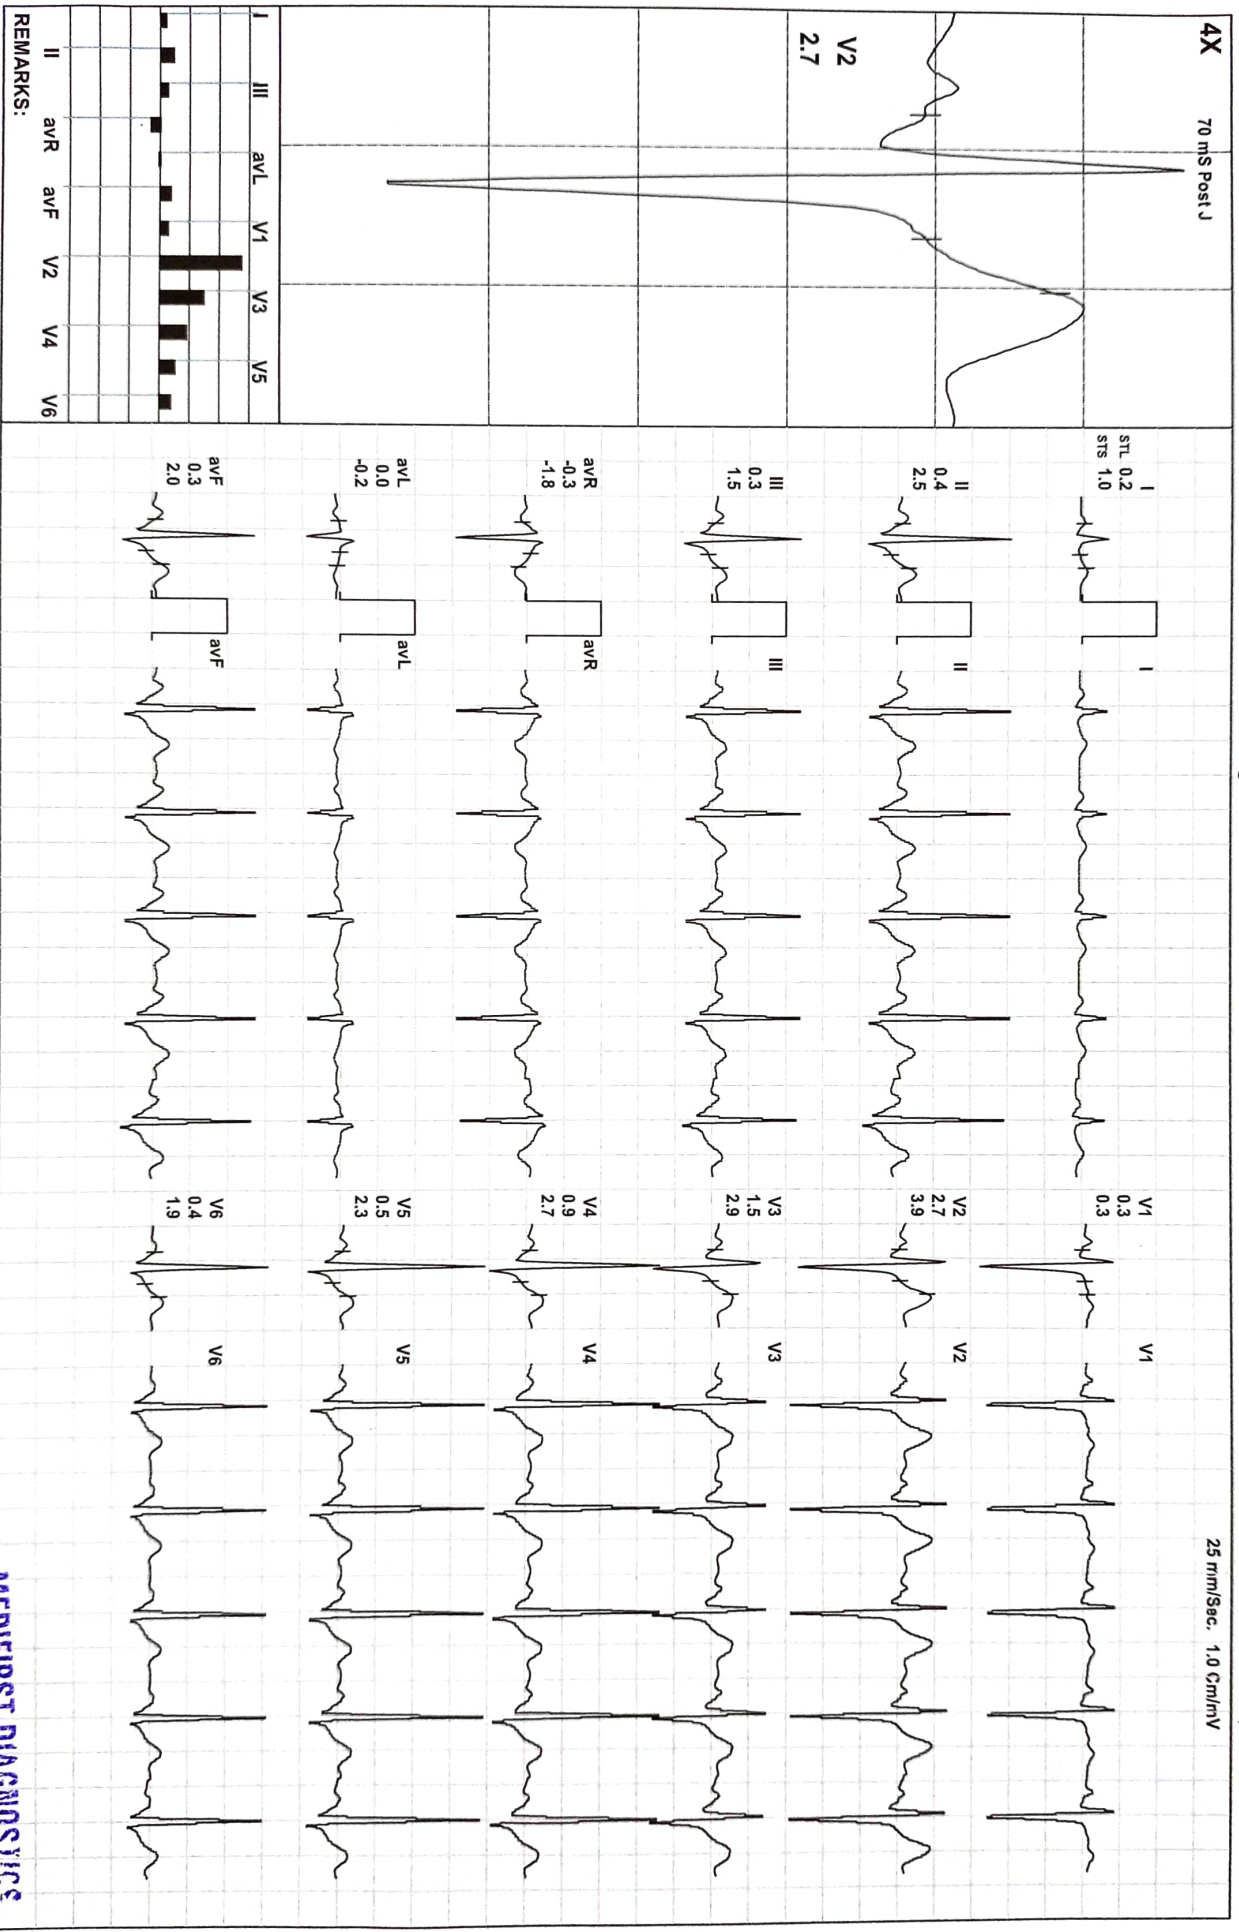 4X
70 mS Post J
25 mm/Sec. 1.0 Cm/mV
V2
2.7
I
STL 0.2
STS 1.0
I
V1
0.3
0.3
V1
II
0.4
2.5
II
V2
2.7
3.9
V2
III
0.3
1.5
III
V3
1.5
2.9
V3
avR
-0.3
-1.8
avR
V4
0.9
2.7
V4
avL
0.0
-0.2
avL
V5
0.5
2.3
V5
avF
0.3
2.0
avF
V6
0.4
1.9
V6
I III avL V1 V3 V5
II avR avF V2 V4 V6
REMARKS:
MEDIFIRST DIAGNOSTICS